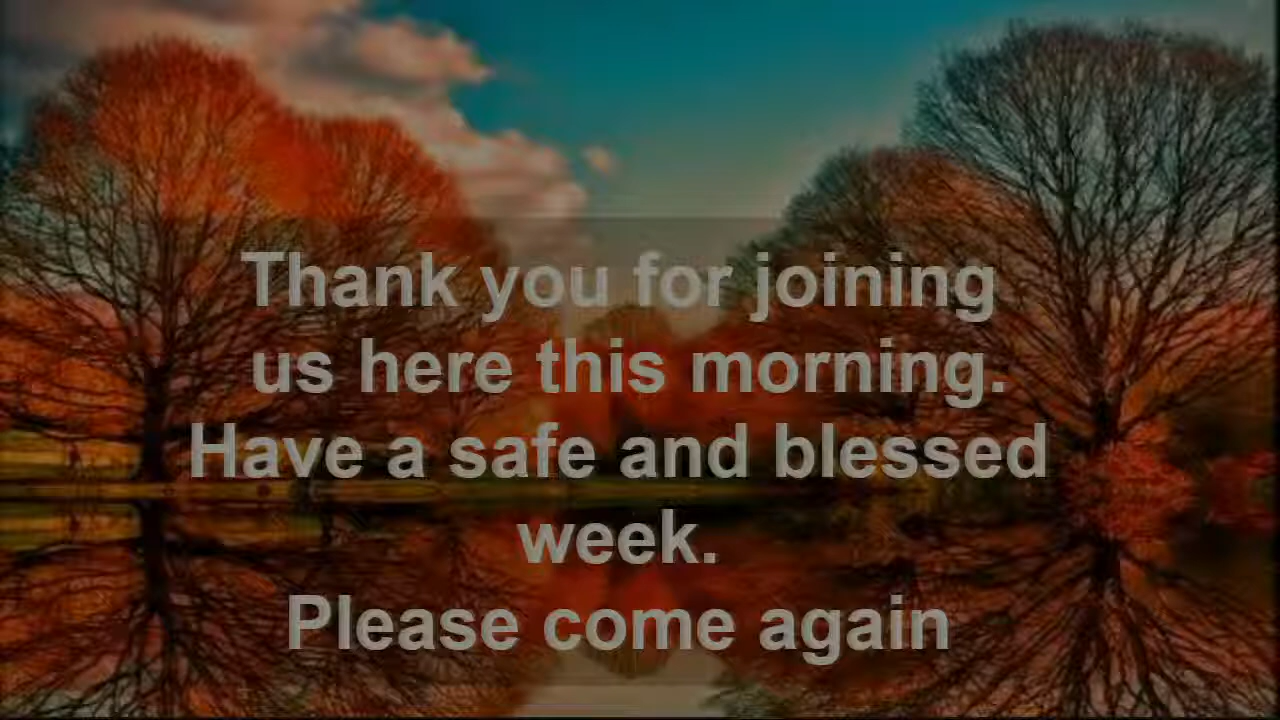 Thank you for joining
us here this morning.
Have a safe and blessed
week.
Please come again